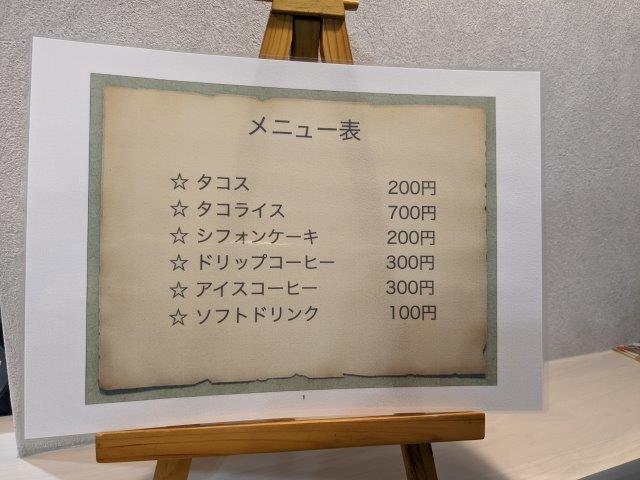 メニュー表
☆ タコス 200円
☆ タコライス 700円
☆ シフォンケーキ 200円
☆ ドリップコーヒー 300円
☆ アイスコーヒー 300円
☆ ソフトドリンク 100円
1